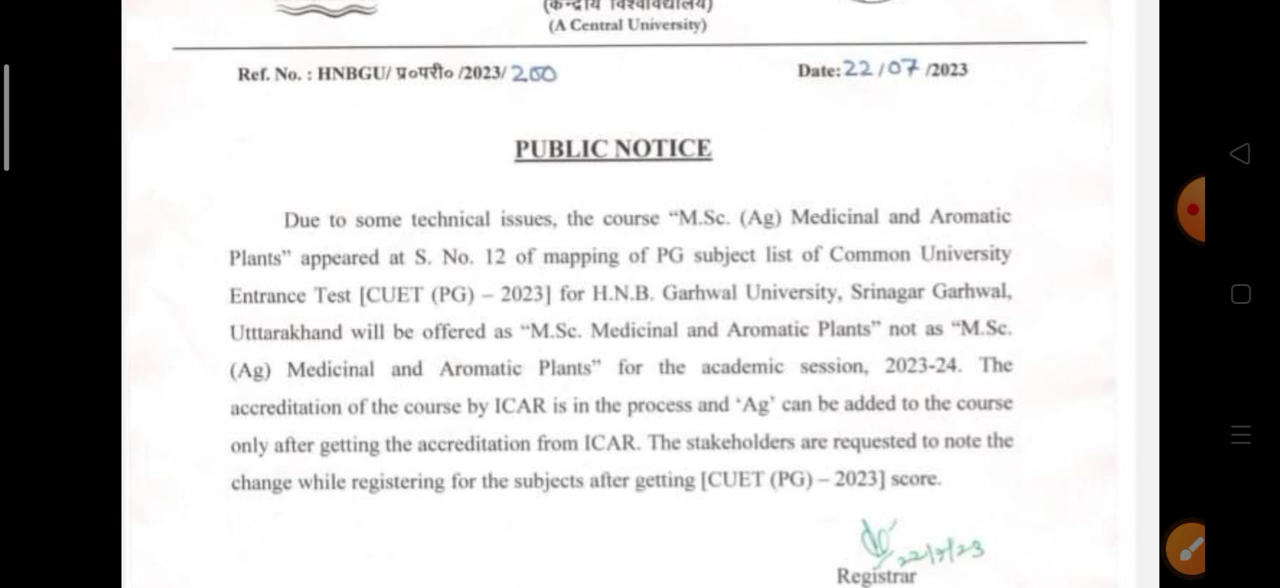 (केन्द्रीय विश्वविद्यालय)
(A Central University)
Ref. No. : HNBGU/ प्र०परी० /2023/ 200 Date: 22/07 /2023
PUBLIC NOTICE
Due to some technical issues, the course “M.Sc. (Ag) Medicinal and Aromatic
Plants” appeared at S. No. 12 of mapping of PG subject list of Common University
Entrance Test [CUET (PG) – 2023] for H.N.B. Garhwal University, Srinagar Garhwal,
Utttarakhand will be offered as “M.Sc. Medicinal and Aromatic Plants” not as “M.Sc.
(Ag) Medicinal and Aromatic Plants” for the academic session, 2023-24. The
accreditation of the course by ICAR is in the process and ‘Ag’ can be added to the course
only after getting the accreditation from ICAR. The stakeholders are requested to note the
change while registering for the subjects after getting [CUET (PG) – 2023] score.
22/7/23
Registrar